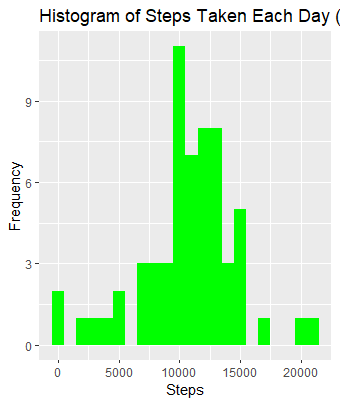 Histogram of Steps Taken Each Day (
Frequency
9
6
3
0
0 5000 10000 15000 20000
Steps